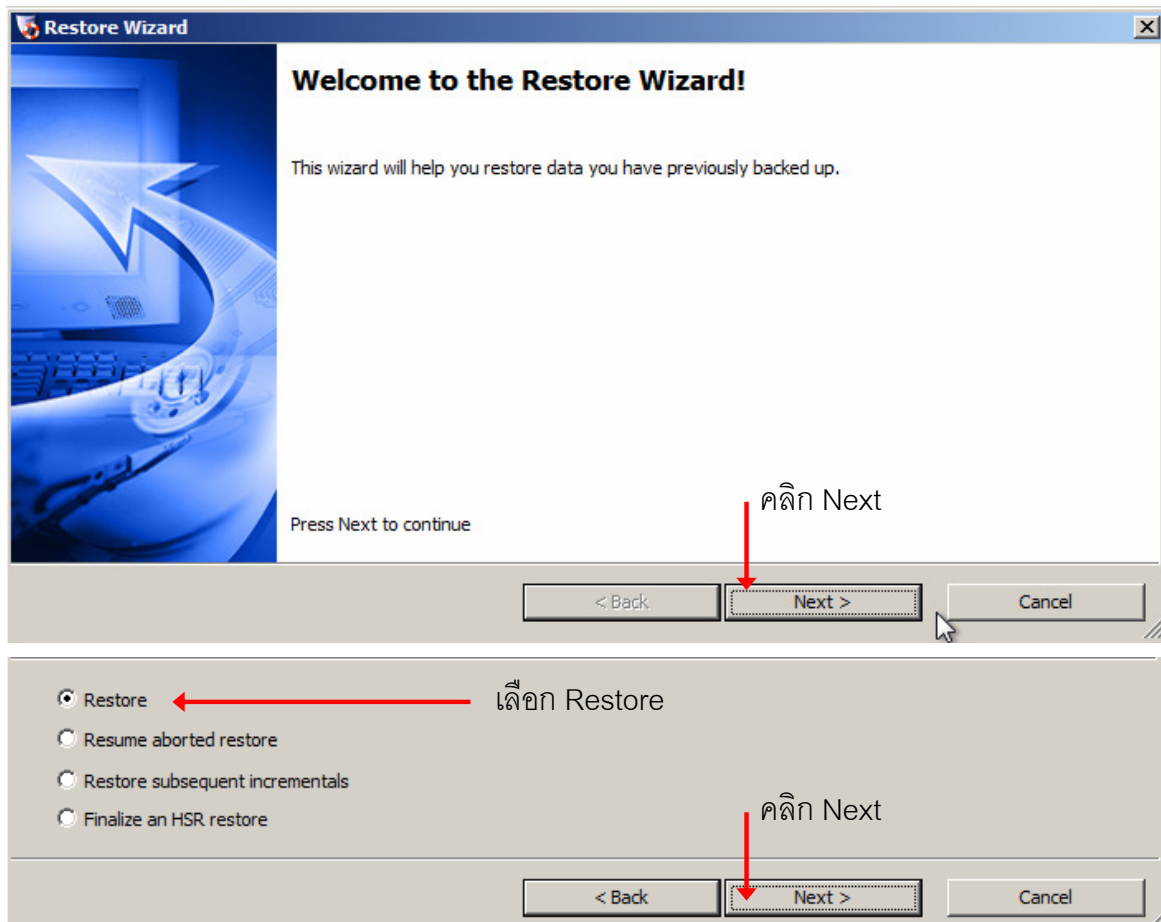 Restore Wizard
Welcome to the Restore Wizard!
This wizard will help you restore data you have previously backed up.
คลิก Next
Press Next to continue
< Back
Next >
Cancel
Restore
เลือก Restore
Resume aborted restore
Restore subsequent incrementals
Finalize an HSR restore
คลิก Next
< Back
Next >
Cancel